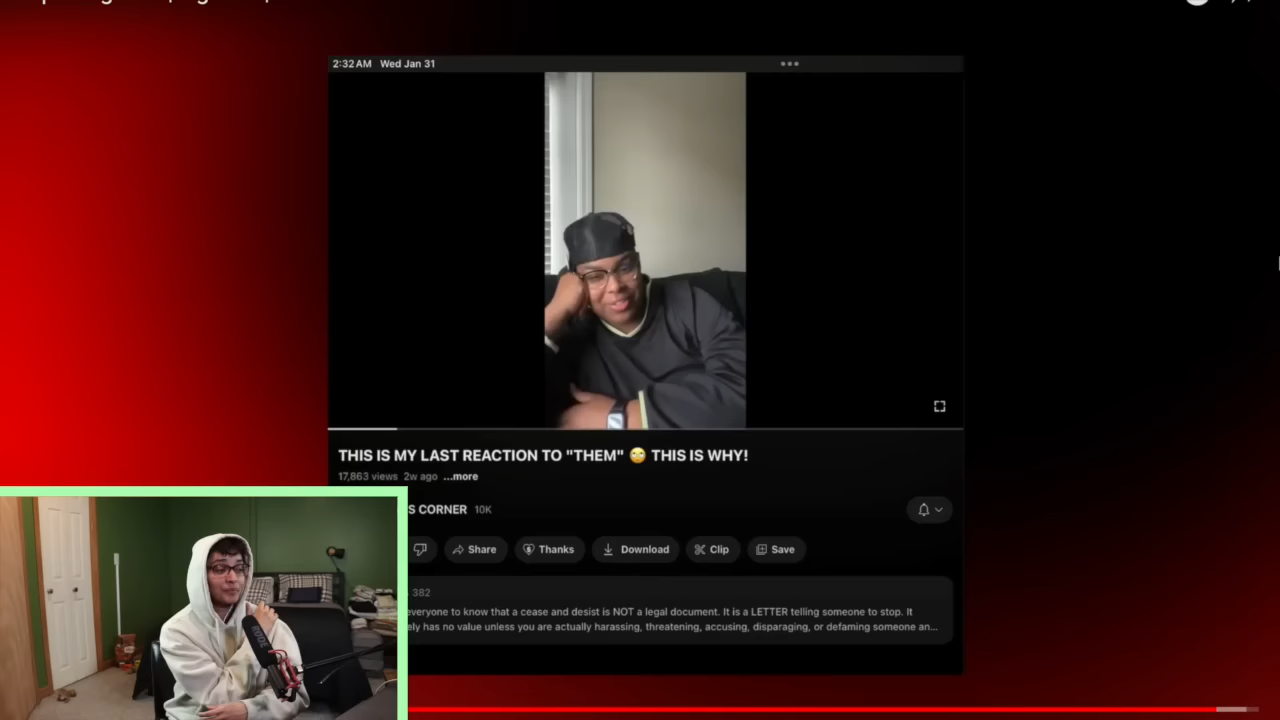 2:32 AM Wed Jan 31
THIS IS MY LAST REACTION TO "THEM" 😳 THIS IS WHY!
17,863 views 2w ago ...more
S CORNER 10K
Share Thanks Download Clip Save
382
everyone to know that a cease and desist is NOT a legal document. It is a LETTER telling someone to stop. It
ely has no value unless you are actually harassing, threatening, accusing, disparaging, or defaming someone an...